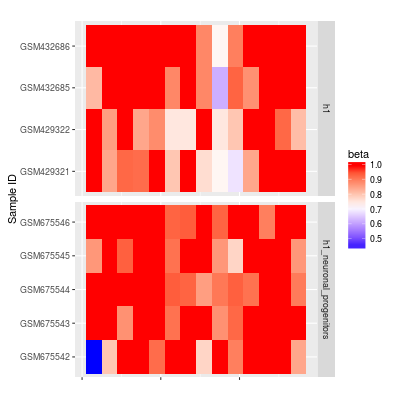 Sample ID
GSM432686
GSM432685
GSM429322
GSM429321
h1
GSM675546
GSM675545
GSM675544
GSM675543
GSM675542
h1_neuronal_progenitors
beta
1.0
0.9
0.8
0.7
0.6
0.5